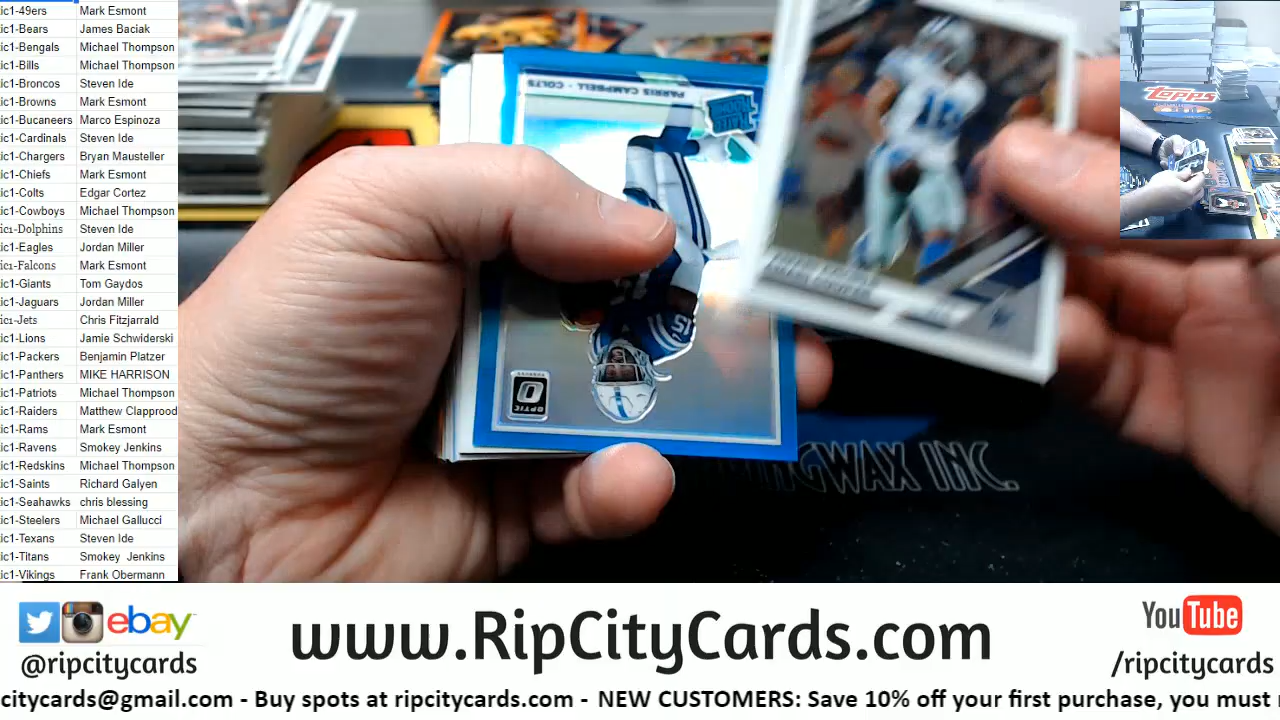 ic1-49ers Mark Esmont
ic1-Bears James Baciak
ic1-Bengals Michael Thompson
ic1-Bills Michael Thompson
ic1-Broncos Steven Ide
ic1-Browns Mark Esmont
ic1-Bucaneers Marco Espinoza
ic1-Cardinals Steven Ide
ic1-Chargers Bryan Mausteller
ic1-Chiefs Mark Esmont
ic1-Colts Edgar Cortez
ic1-Cowboys Michael Thompson
ic1-Dolphins Steven Ide
ic1-Eagles Jordan Miller
ic1-Falcons Mark Esmont
ic1-Giants Tom Gaydos
ic1-Jaguars Jordan Miller
ic1-Jets Chris Fitzjarrald
ic1-Lions Jamie Schwiderski
ic1-Packers Benjamin Platzer
ic1-Panthers MIKE HARRISON
ic1-Patriots Michael Thompson
ic1-Raiders Matthew Clapprood
ic1-Rams Mark Esmont
ic1-Ravens Smokey Jenkins
ic1-Redskins Michael Thompson
ic1-Saints Richard Galyen
ic1-Seahawks chris blessing
ic1-Steelers Michael Gallucci
ic1-Texans Steven Ide
ic1-Titans Smokey Jenkins
ic1-Vikings Frank Obermann
PARRIS CAMPBELL - COLTS
RATED ROOKIE
15
OPTIC
GWAX INC.
Topps
ebay
@ripcitycards
www.RipCityCards.com
YouTube
/ripcitycards
citycards@gmail.com - Buy spots at ripcitycards.com - NEW CUSTOMERS: Save 10% off your first purchase, you must